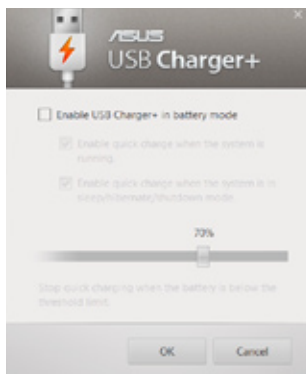 ASUS
USB Charger+
Enable USB Charger+ in battery mode
Enable quick charge when the system is
running.
Enable quick charge when the system is in
sleep/hibernate/shutdown mode.
70%
Stop quick charging when the battery is below the
threshold limit.
OK
Cancel